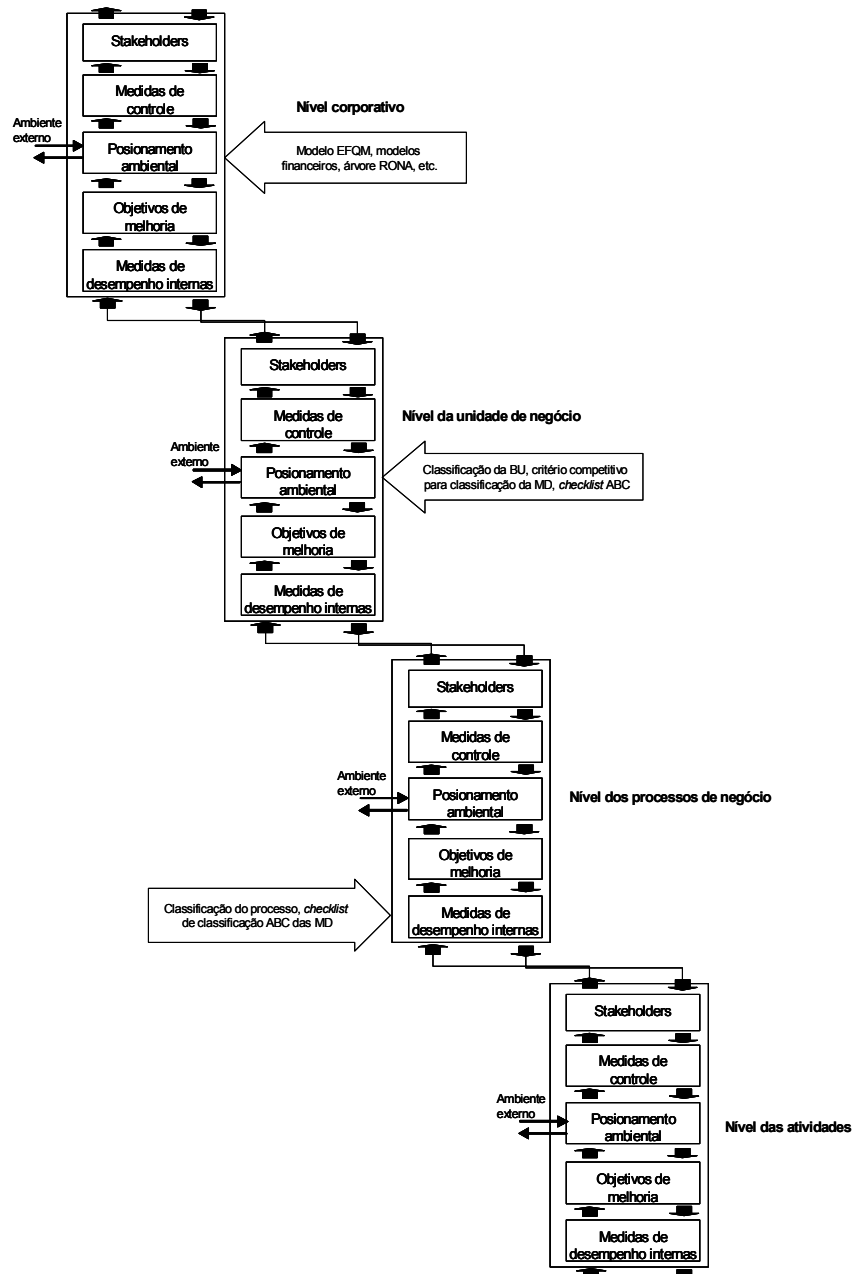 Stakeholders
Medidas de
controle
Nível corporativo
Ambiente
externo
Posionamento
ambiental
Modelo EFQM, modelos
financeiros, árvore RONA, etc.
Objetivos de
melhoria
Medidas de
desempenho internas
Stakeholders
Medidas de
controle
Nível da unidade de negócio
Ambiente
externo
Posionamento
ambiental
Classificação da BU, critério competitivo
para classificação da MD, checklist ABC
Objetivos de
melhoria
Medidas de
desempenho internas
Stakeholders
Medidas de
controle
Ambiente
externo
Posionamento
ambiental
Nível dos processos de negócio
Objetivos de
melhoria
Classificação do processo, checklist
de classificação ABC das MD
Medidas de
desempenho internas
Stakeholders
Medidas de
controle
Ambiente
externo
Posionamento
ambiental
Nível das atividades
Objetivos de
melhoria
Medidas de
desempenho internas